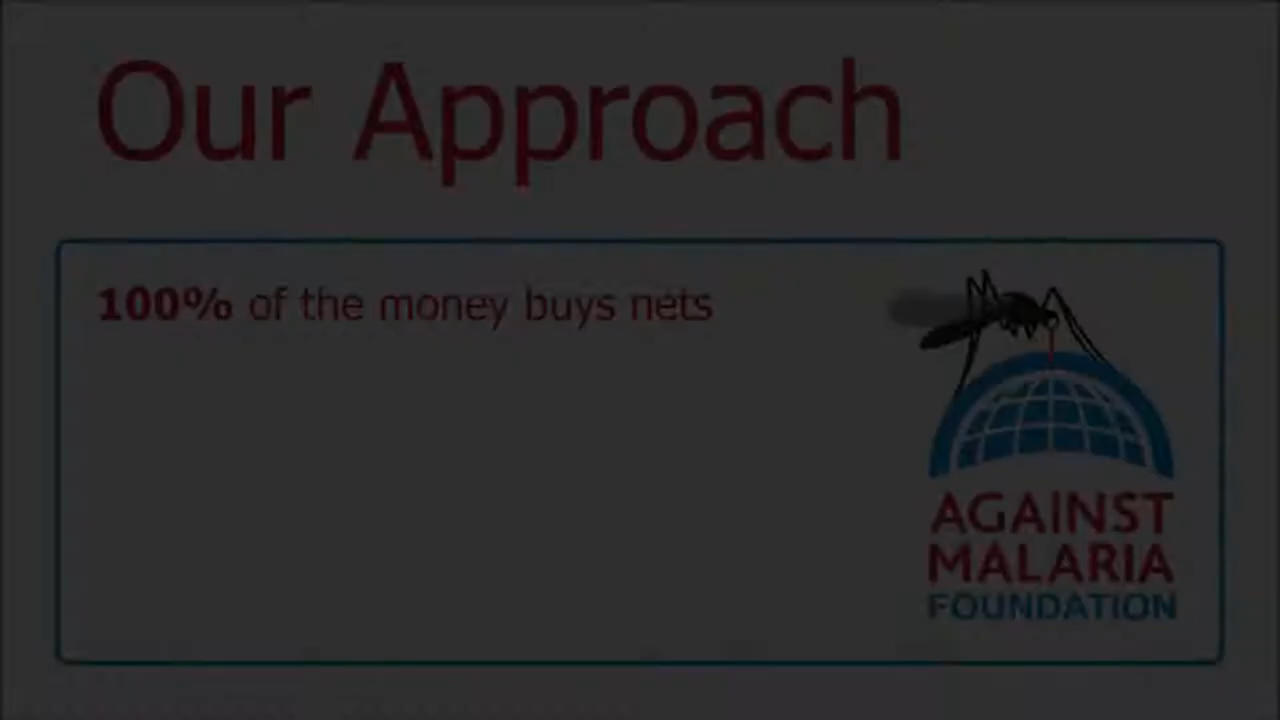 Our Approach
100% of the money buys nets
AGAINST
MALARIA
FOUNDATION